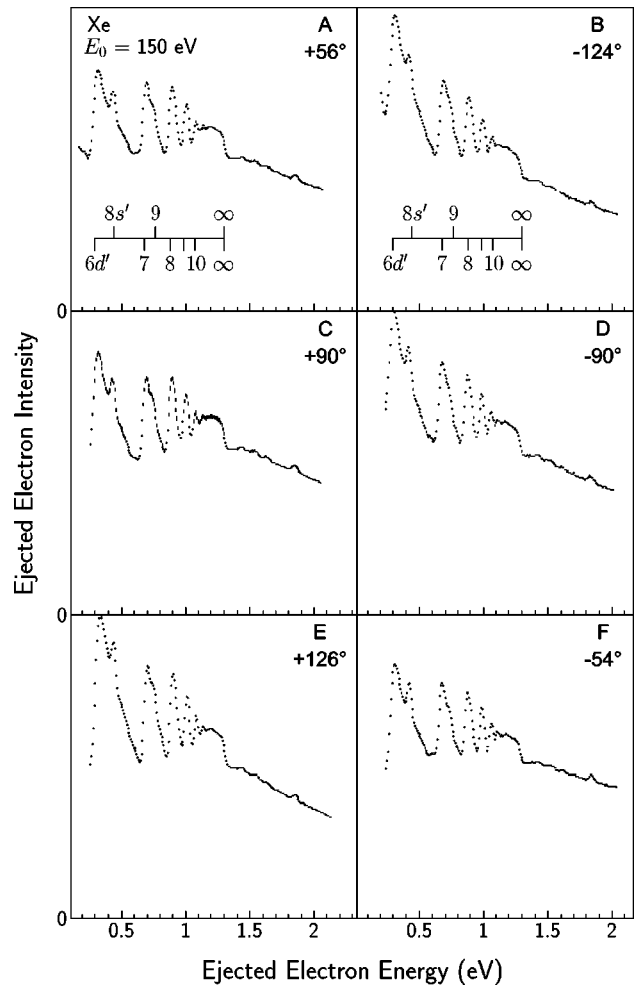 Xe A
E₀ = 150 eV +56°
8s′ 9 ∞
6d′ 7 8 10 ∞
B
-124°
8s′ 9 ∞
6d′ 7 8 10 ∞
0
C
+90°
D
-90°
0
E
+126°
F
-54°
0
0.5 1 1.5 2 0.5 1 1.5 2
Ejected Electron Intensity
Ejected Electron Energy (eV)